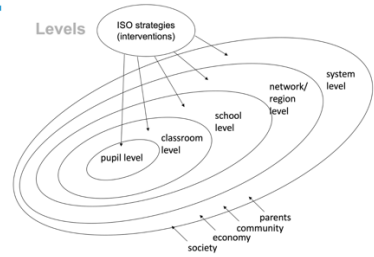 Levels
ISO strategies
(interventions)
system
level
network/
region
level
school
level
classroom
level
pupil level
parents
community
economy
society